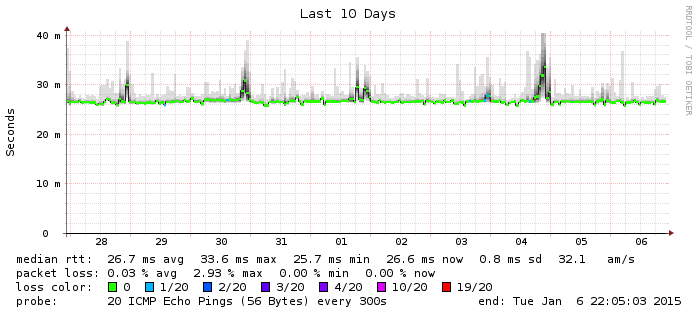 Last 10 Days
RRDTOOL / TOBI OETIKER
Seconds
40 m
30 m
20 m
10 m
0
28 29 30 31 01 02 03 04 05 06
median rtt: 26.7 ms avg 33.6 ms max 25.7 ms min 26.6 ms now 0.8 ms sd 32.1 am/s
packet loss: 0.03 % avg 2.93 % max 0.00 % min 0.00 % now
loss color: 0 1/20 2/20 3/20 4/20 10/20 19/20
probe: 20 ICMP Echo Pings (56 Bytes) every 300s end: Tue Jan 6 22:05:03 2015